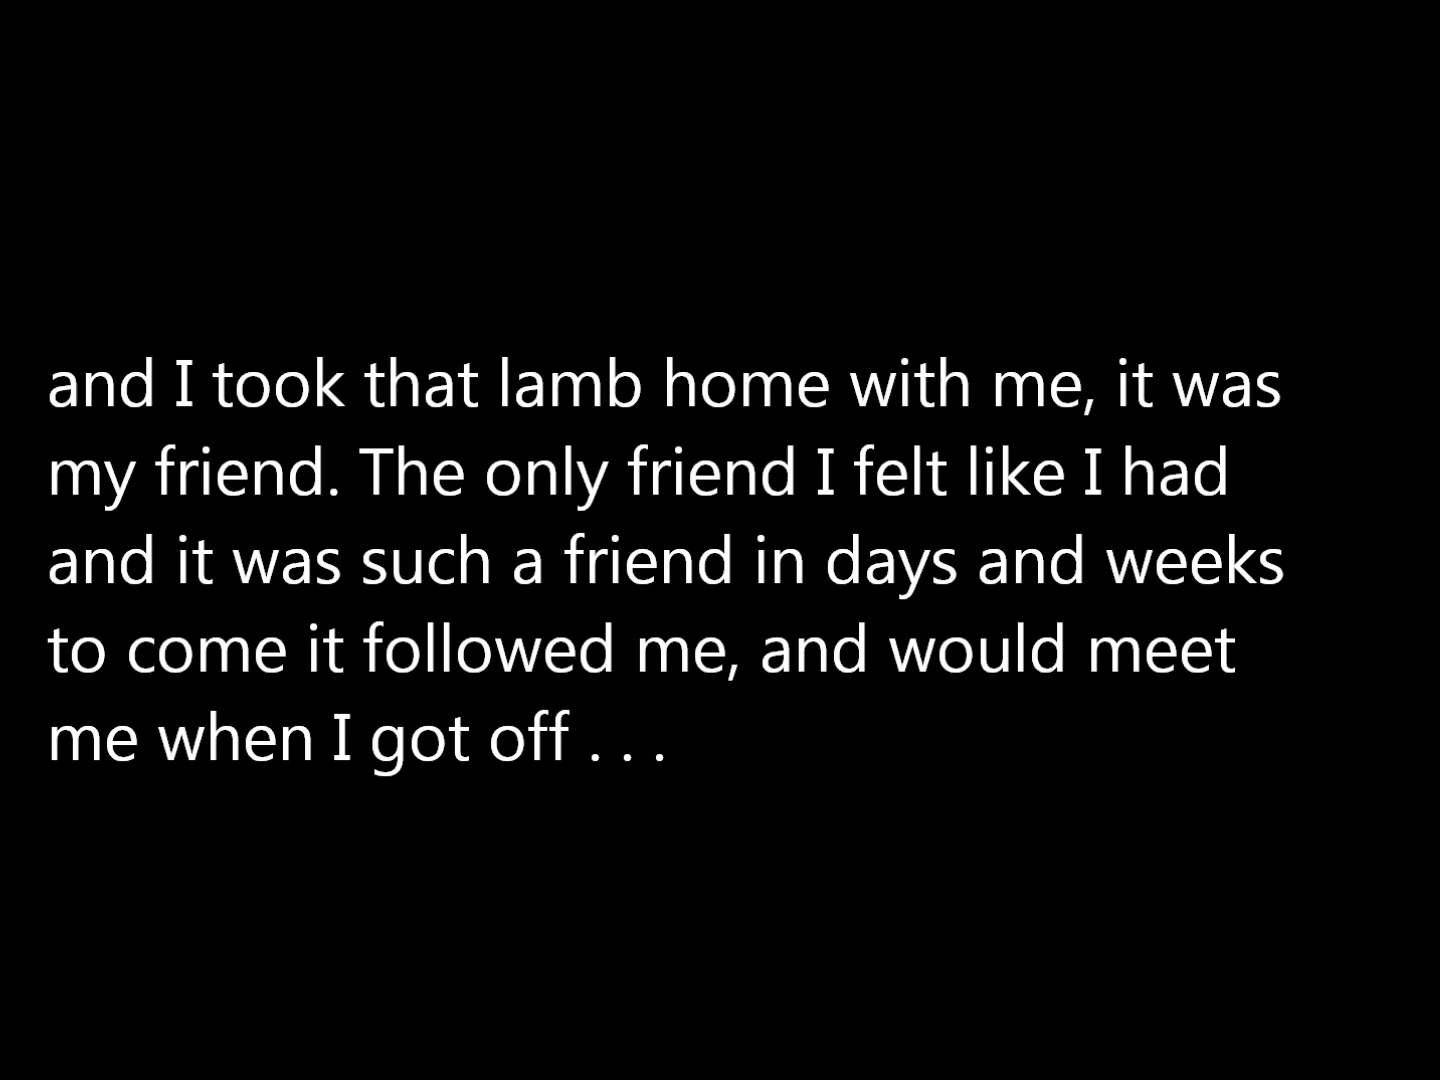 and I took that lamb home with me, it was
my friend. The only friend I felt like I had
and it was such a friend in days and weeks
to come it followed me, and would meet
me when I got off . . .